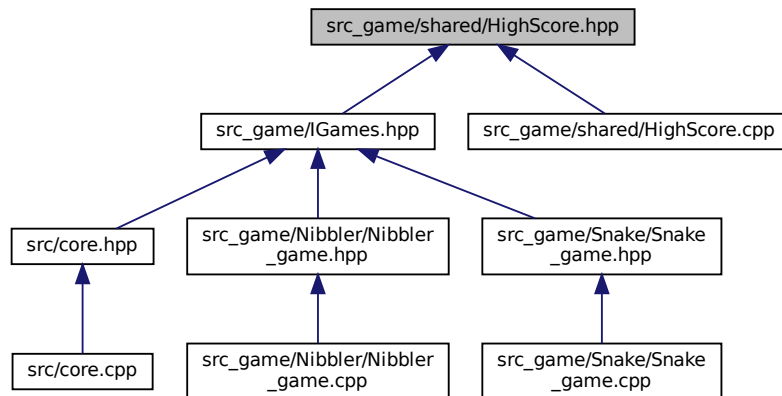 src_game/shared/HighScore.hpp
src_game/IGames.hpp
src_game/shared/HighScore.cpp
src/core.hpp
src_game/Nibbler/Nibbler
_game.hpp
src_game/Snake/Snake
_game.hpp
src/core.cpp
src_game/Nibbler/Nibbler
_game.cpp
src_game/Snake/Snake
_game.cpp